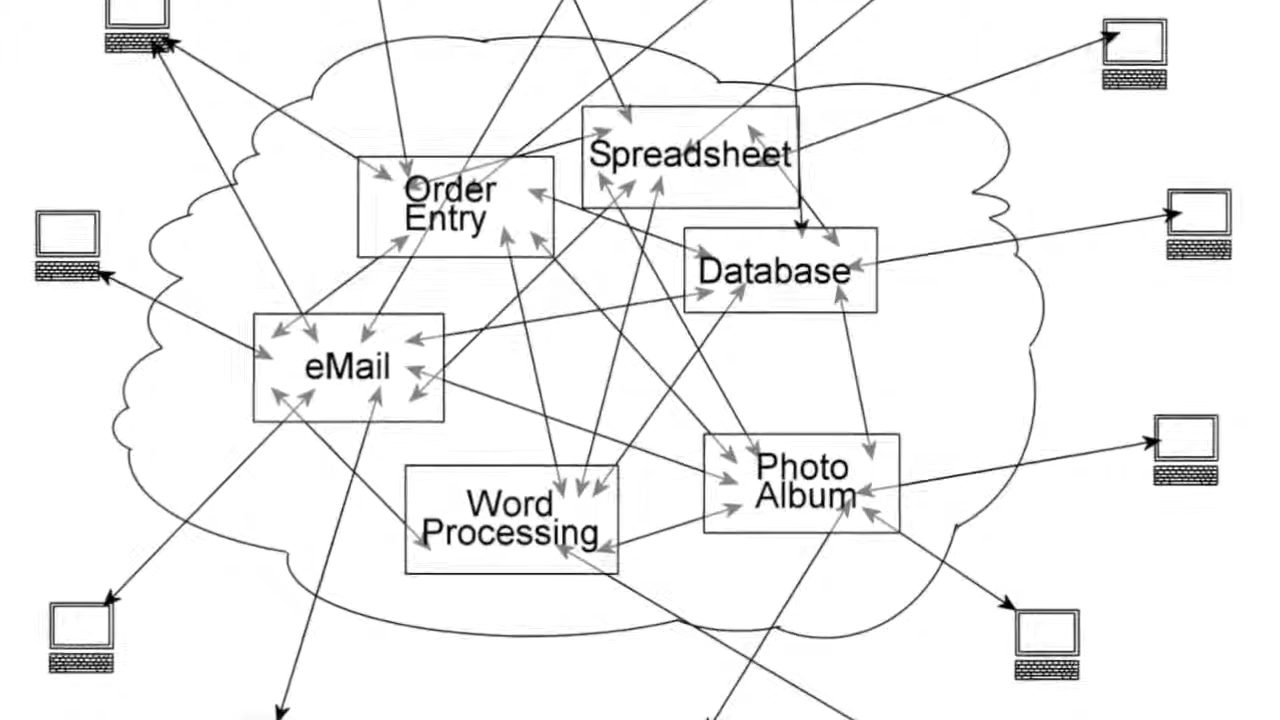 Spreadsheet
Order
Entry
Database
eMail
Photo
Album
Word
Processing